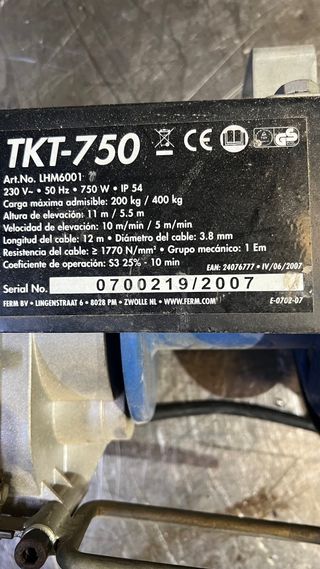 TKT-750
Art.No. LHM6001
230 V~ • 50 Hz • 750 W • IP 54
Carga máxima admisible: 200 kg / 400 kg
Altura de elevación: 11 m / 5.5 m
Velocidad de elevación: 10 m/min / 5 m/min
Longitud del cable: 12 m • Diámetro del cable: 3.8 mm
Resistencia del cable: ≥ 1770 N/mm² • Grupo mecánico: 1 Em
Coeficiente de operación: S3 25% - 10 min
EAN: 24076777 • IV/06/2007
Serial No. 0700219/2007
FERM BV • LINGENSTRAAT 6 • 8028 PM • ZWOLLE NL • WWW.FERM.COM E-0702-07